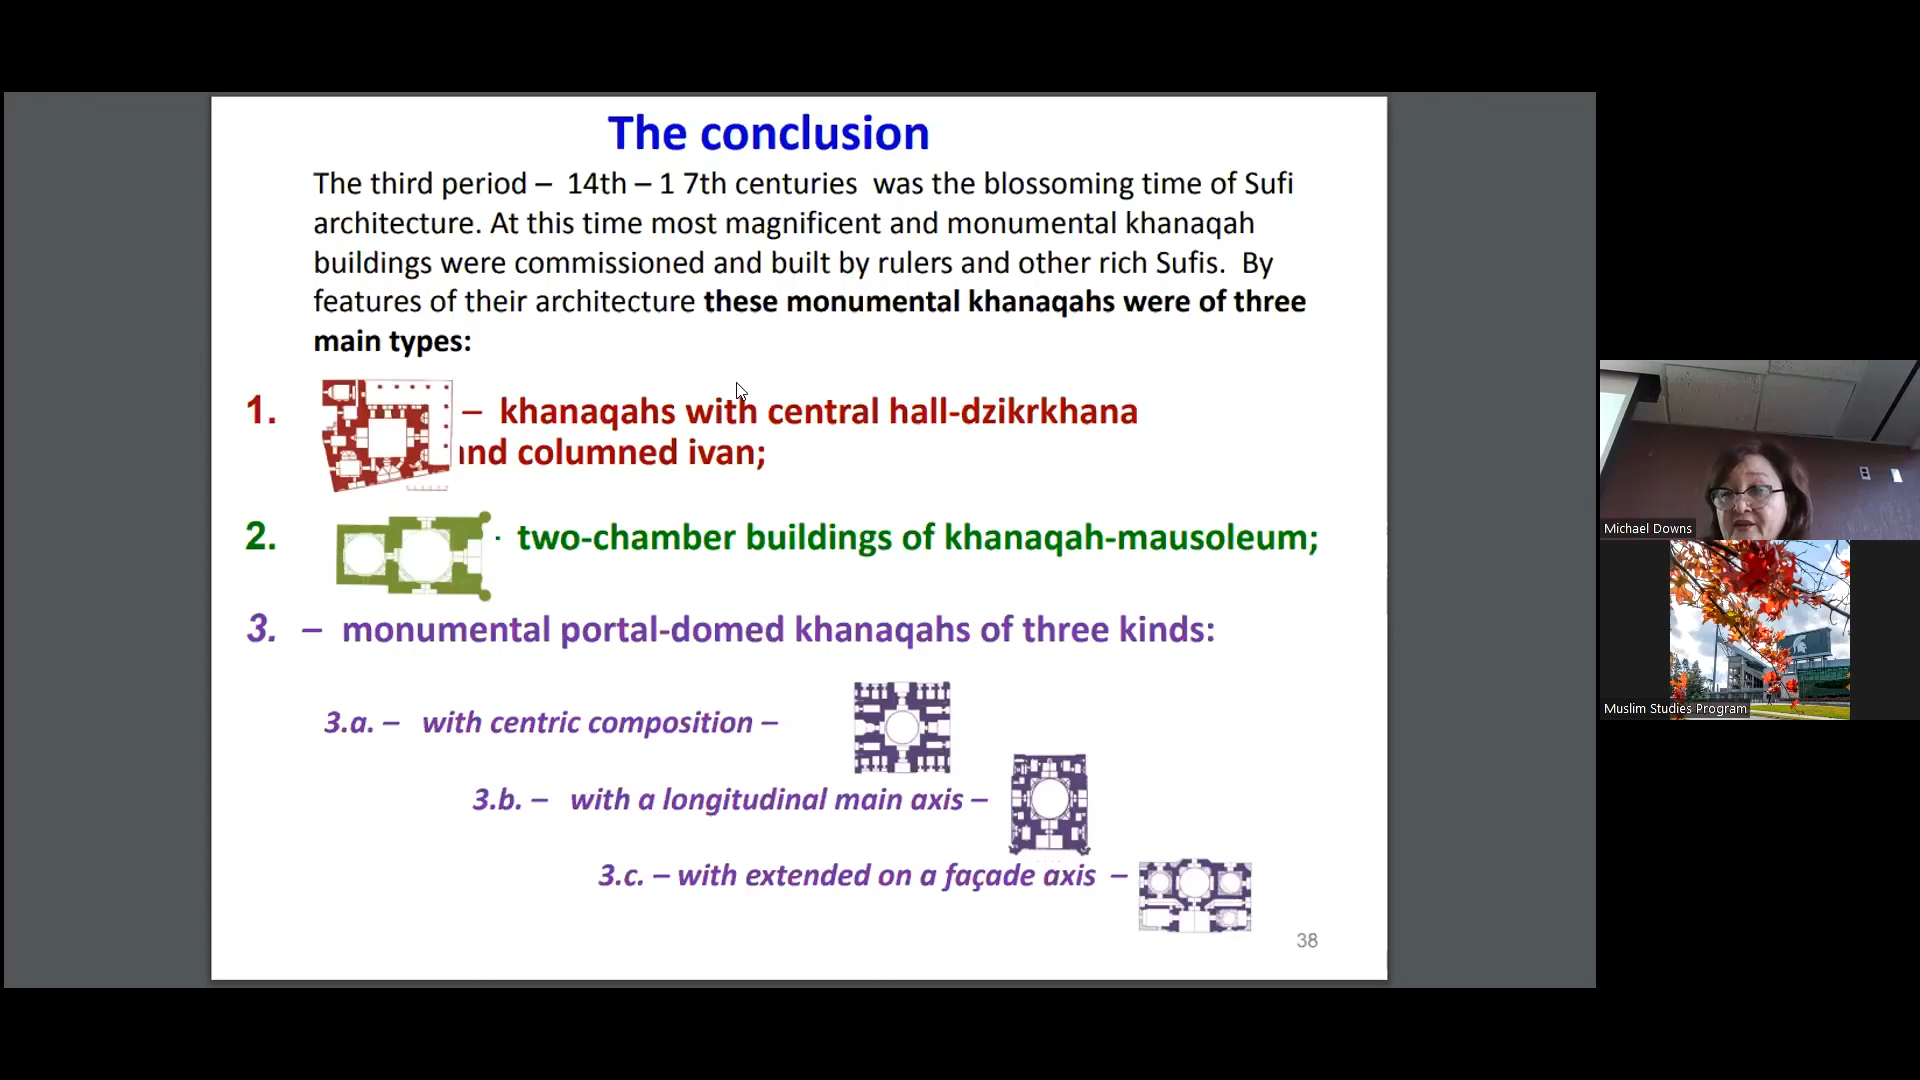 The conclusion
The third period – 14th – 1 7th centuries was the blossoming time of Sufi
architecture. At this time most magnificent and monumental khanaqah
buildings were commissioned and built by rulers and other rich Sufis. By
features of their architecture these monumental khanaqahs were of three
main types:
1. – khanaqahs with central hall-dzikrkhana
and columned ivan;
2. - two-chamber buildings of khanaqah-mausoleum;
3. – monumental portal-domed khanaqahs of three kinds:
3.a. – with centric composition –
3.b. – with a longitudinal main axis –
3.c. – with extended on a façade axis –
38
Michael Downs
Muslim Studies Program